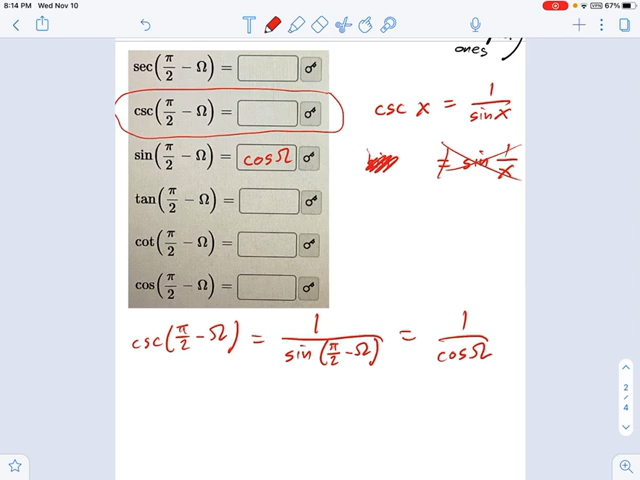 8:14 PM Wed Nov 10
67%
VPN
ones
sec(π/2 − Ω) =
csc(π/2 − Ω) =
csc x = 1/sin x
sin(π/2 − Ω) = cos Ω
≠ sin 1/x
tan(π/2 − Ω) =
cot(π/2 − Ω) =
cos(π/2 − Ω) =
csc(π/2 − Ω) = 1/sin(π/2 − Ω) = 1/cos Ω
2/4